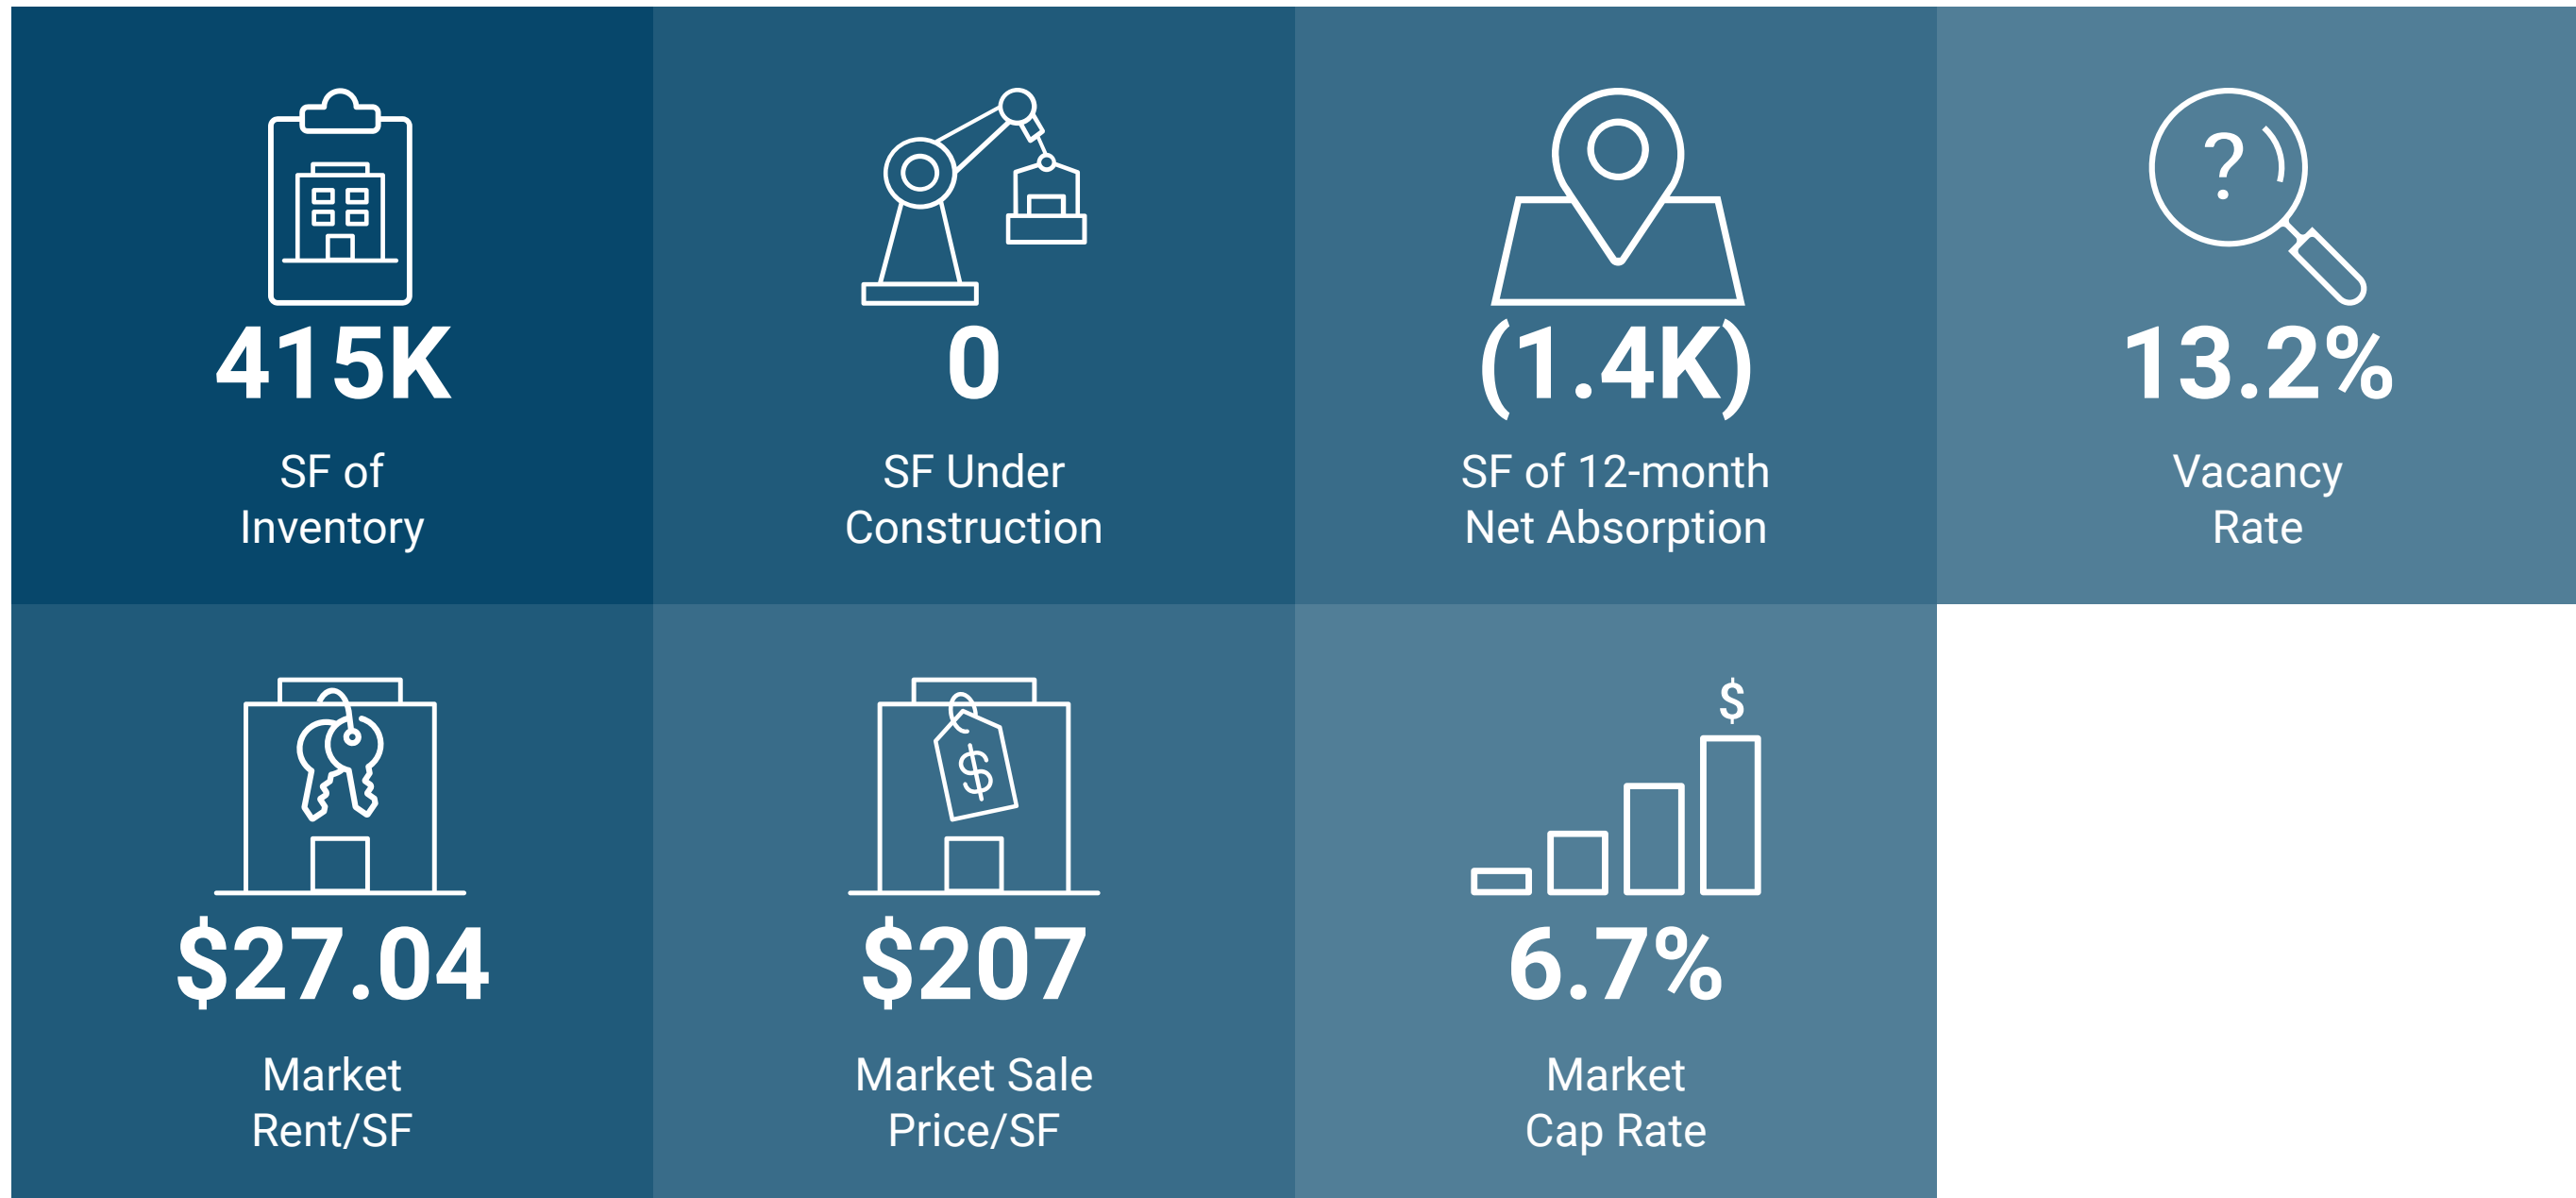 ?
415K
SF of
Inventory
0
SF Under
Construction
(1.4K)
SF of 12-month
Net Absorption
13.2%
Vacancy
Rate
$27.04
Market
Rent/SF
$
$207
Market Sale
Price/SF
$
6.7%
Market
Cap Rate